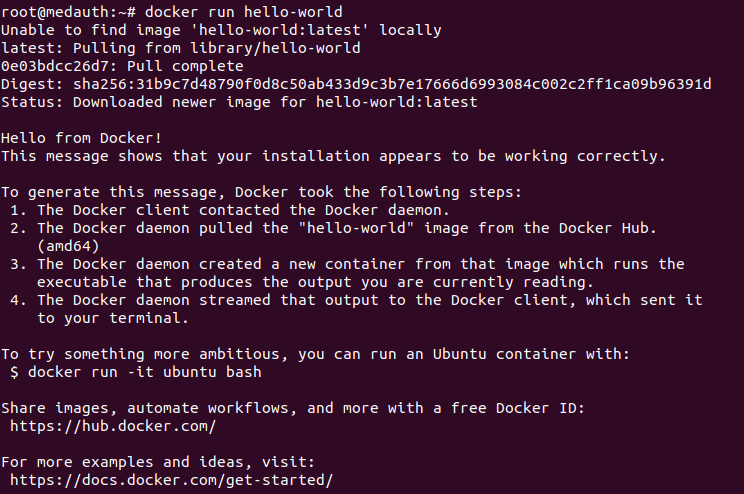 root@medauth:~# docker run hello-world
Unable to find image 'hello-world:latest' locally
latest: Pulling from library/hello-world
0e03bdcc26d7: Pull complete
Digest: sha256:31b9c7d48790f0d8c50ab433d9c3b7e17666d6993084c002c2ff1ca09b96391d
Status: Downloaded newer image for hello-world:latest

Hello from Docker!
This message shows that your installation appears to be working correctly.

To generate this message, Docker took the following steps:
 1. The Docker client contacted the Docker daemon.
 2. The Docker daemon pulled the "hello-world" image from the Docker Hub.
    (amd64)
 3. The Docker daemon created a new container from that image which runs the
    executable that produces the output you are currently reading.
 4. The Docker daemon streamed that output to the Docker client, which sent it
    to your terminal.

To try something more ambitious, you can run an Ubuntu container with:
 $ docker run -it ubuntu bash

Share images, automate workflows, and more with a free Docker ID:
 https://hub.docker.com/

For more examples and ideas, visit:
 https://docs.docker.com/get-started/